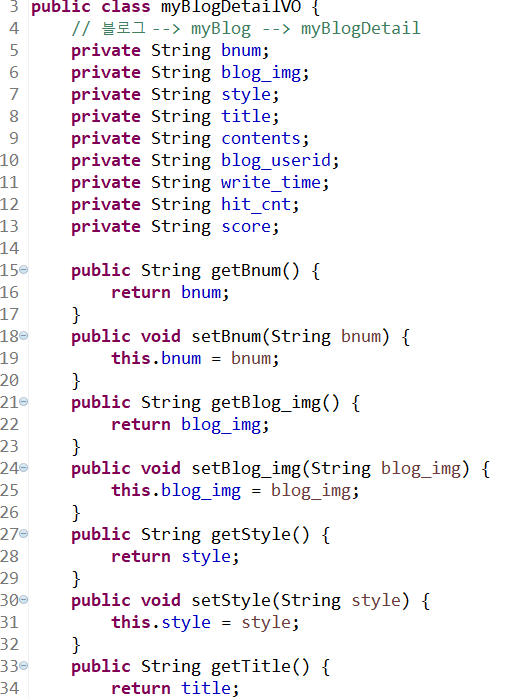 3 public class myBlogDetailVO {
4     // 블로그 --> myBlog --> myBlogDetail
5     private String bnum;
6     private String blog_img;
7     private String style;
8     private String title;
9     private String contents;
10     private String blog_userid;
11     private String write_time;
12     private String hit_cnt;
13     private String score;
14
15     public String getBnum() {
16         return bnum;
17     }
18     public void setBnum(String bnum) {
19         this.bnum = bnum;
20     }
21     public String getBlog_img() {
22         return blog_img;
23     }
24     public void setBlog_img(String blog_img) {
25         this.blog_img = blog_img;
26     }
27     public String getStyle() {
28         return style;
29     }
30     public void setStyle(String style) {
31         this.style = style;
32     }
33     public String getTitle() {
34         return title;